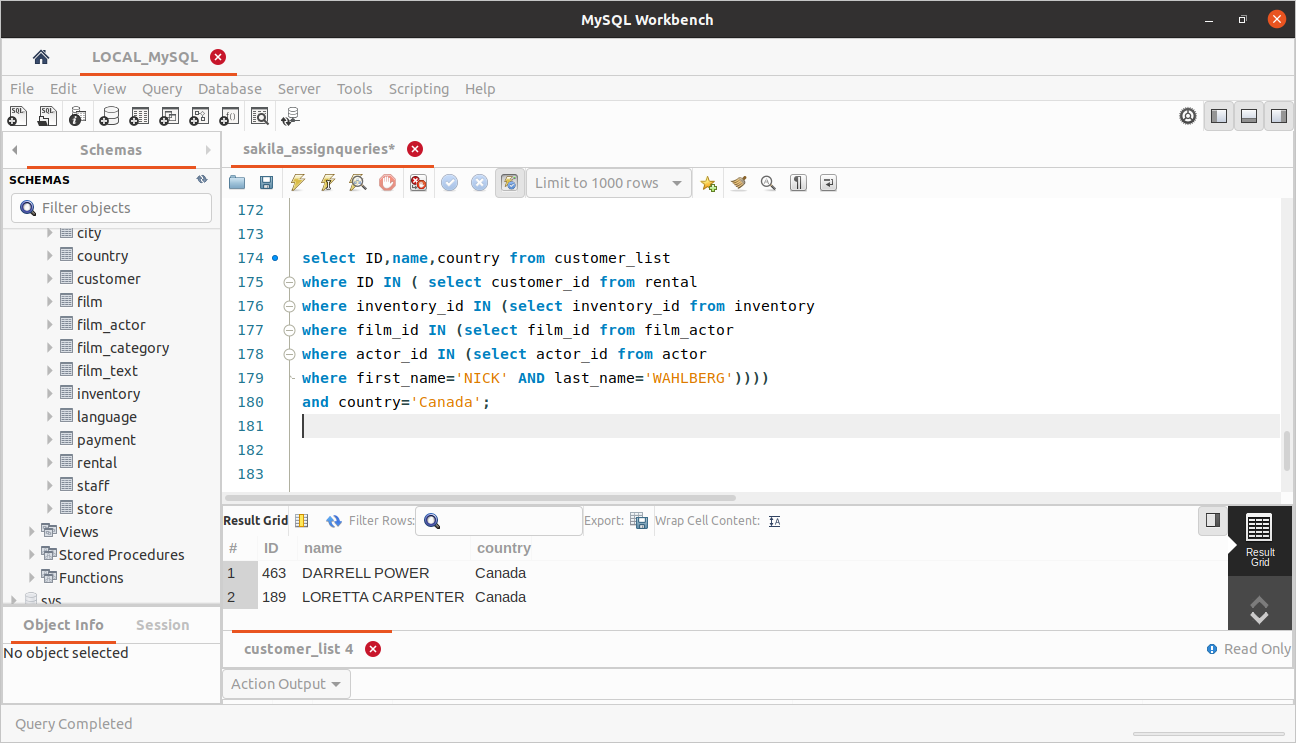 MySQL Workbench
LOCAL_MySQL
File Edit View Query Database Server Tools Scripting Help
Schemas
SCHEMAS
Filter objects
city
country
customer
film
film_actor
film_category
film_text
inventory
language
payment
rental
staff
store
Views
Stored Procedures
Functions
sys
Object Info Session
No object selected
sakila_assignqueries*
Limit to 1000 rows
172
173
174 select ID,name,country from customer_list
175 where ID IN ( select customer_id from rental
176 where inventory_id IN (select inventory_id from inventory
177 where film_id IN (select film_id from film_actor
178 where actor_id IN (select actor_id from actor
179 where first_name='NICK' AND last_name='WAHLBERG'))))
180 and country='Canada';
181
182
183
Result Grid Filter Rows: Export: Wrap Cell Content:
# ID name country
1 463 DARRELL POWER Canada
2 189 LORETTA CARPENTER Canada
Result
Grid
customer_list 4
Read Only
Action Output
Query Completed